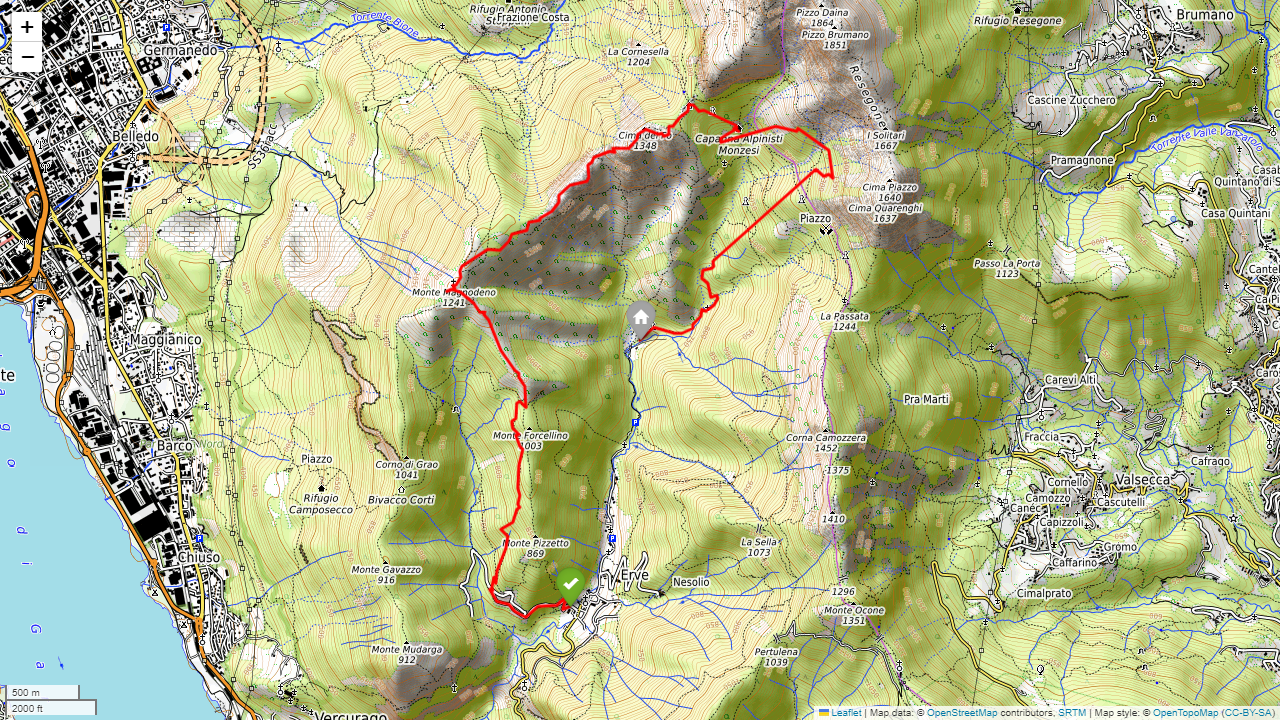 +
−
Rifugio Antonio
Frazione Costa
Torrente Bione
Germanedo
La Cornesella
1204
Pizzo Daina
1864
Pizzo Brumano
1851
Rifugio Resegone
Brumano
Resegone
Cascine Zucchero
Belledo
Capanna Alpinisti
Monzesi
1348
I Solitari
1667
Torrente Valle Vancarolo
Pramagnone
Cima Piazzo
1640
Cima Quarenghi
1637
Piazzo
Quintano di S
Casa Quintani
Passo La Porta
1123
Monte Magnodeno
1241
La Passata
1244
Maggianico
Carevi Alti
Pra Marti
Barco
Monte Forcellino
1003
Corna Camozzera
1452
1375
Fraccia
Cafrago
Piazzo
Corno di Grao
1041
Bivacco Corti
Rifugio
Camposecco
Cornello
Valsecca
Camozzo
Canéc
Cascutelli
Capizzoli
1410
Chiuso
Monte Pizzetto
869
La Sella
1073
Gromo
Caffarino
Monte Gavazzo
916
Erve
Nesolio
1296
Cimalprato
Monte Ocone
1351
Monte Mudarga
912
Pertulena
1039
Vercurago
500 m
2000 ft
Leaflet | Map data: © OpenStreetMap contributors, SRTM | Map style: © OpenTopoMap (CC-BY-SA)